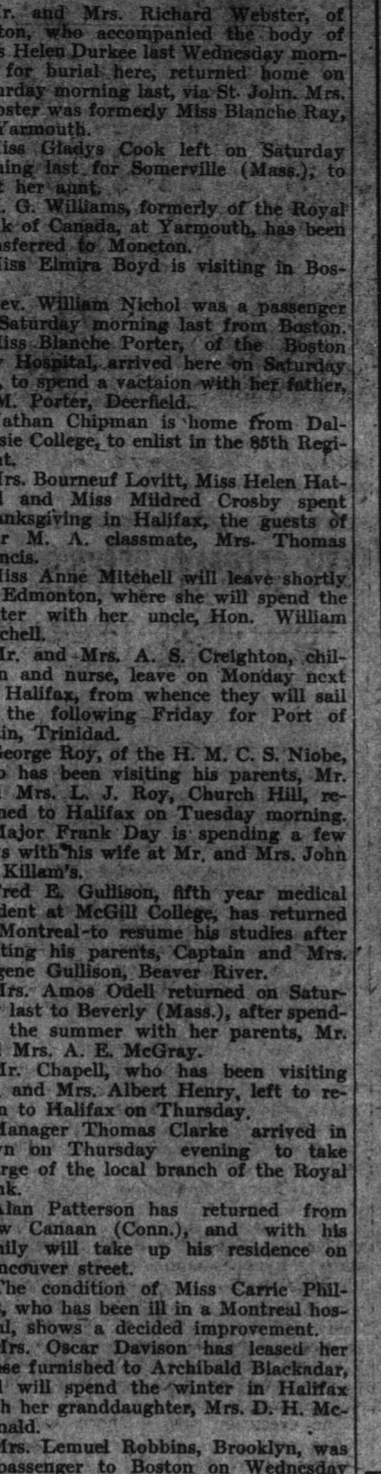 r. and Mrs. Richard Webster, of
ton, who accompanied the body of
s Helen Durkee last Wednesday morn-
for burial here, returned home on
urday morning last, via St. John. Mrs.
bster was formerly Miss Blanche Ray,
Yarmouth.
iss Gladys Cook left on Saturday
ning last for Somerville (Mass.), to
t her aunt.
. G. Williams, formerly of the Royal
k of Canada, at Yarmouth, has been
nsferred to Moncton.
iss Elmira Boyd is visiting in Bos-
ev. William Nichol was a passenger
Saturday morning last from Boston.
iss Blanche Porter, of the Boston
y Hospital, arrived here on Saturday
, to spend a vactaion with her father,
M. Porter, Deerfield.
athan Chipman is home from Dal-
sie College, to enlist in the 85th Regi-
nt.
rs. Bourneuf Lovitt, Miss Helen Hat-
d and Miss Mildred Crosby spent
anksgiving in Halifax, the guests of
r M. A. classmate, Mrs. Thomas
ncis.
iss Anne Mitchell will leave shortly
Edmonton, where she will spend the
ter with her uncle, Hon. William
chell.
r. and Mrs. A. S. Creighton, chil-
n and nurse, leave on Monday next
Halifax, from whence they will sail
the following Friday for Port of
in, Trinidad.
eorge Roy, of the H. M. C. S. Niobe,
o has been visiting his parents, Mr.
Mrs. L. J. Roy, Church Hill, re-
ned to Halifax on Tuesday morning.
ajor Frank Day is spending a few
s with his wife at Mr. and Mrs. John
Killam's.
red E. Gullison, fifth year medical
dent at McGill College, has returned
Montreal to resume his studies after
ting his parents, Captain and Mrs.
gene Gullison, Beaver River.
rs. Amos Odell returned on Satur-
last to Beverly (Mass.), after spend-
the summer with her parents, Mr.
Mrs. A. E. McGray.
r. Chapell, who has been visiting
. and Mrs. Albert Henry, left to re-
n to Halifax on Thursday.
anager Thomas Clarke arrived in
wn on Thursday evening to take
rge of the local branch of the Royal
nk.
lan Patterson has returned from
w Canaan (Conn.), and with his
mily will take up his residence on
ncouver street.
he condition of Miss Carrie Phil-
s, who has been ill in a Montreal hos-
al, shows a decided improvement.
rs. Oscar Davison has leased her
se furnished to Archibald Blackadar,
d will spend the winter in Halifax
h her granddaughter, Mrs. D. H. Mc-
nald.
rs. Lemuel Robbins, Brooklyn, was
passenger to Boston on Wednesday